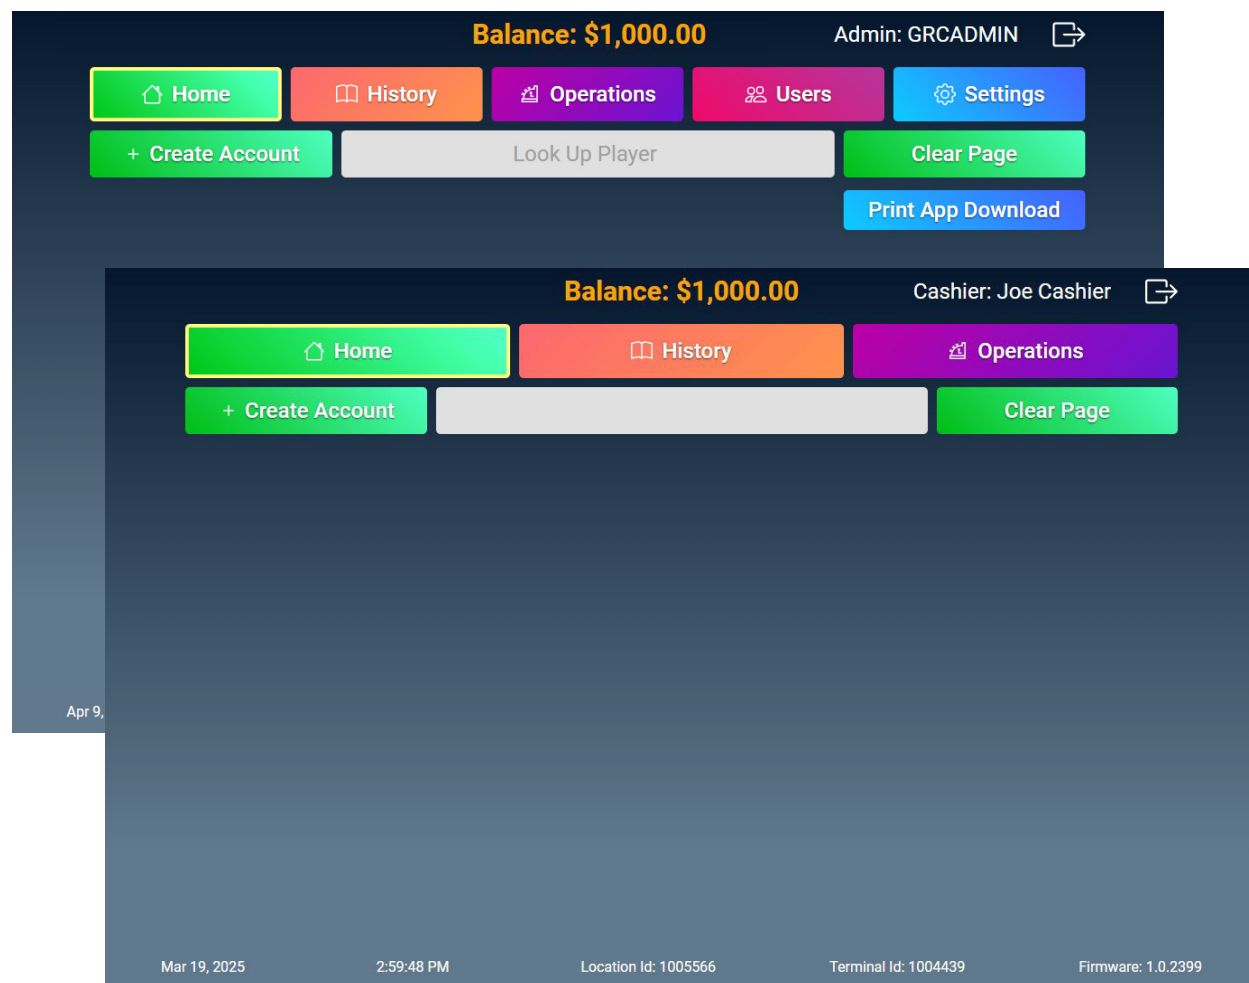 Balance: $1,000.00 Admin: GRCADMIN
Home History Operations Users Settings
+ Create Account Look Up Player Clear Page
Print App Download
Apr 9,
Balance: $1,000.00 Cashier: Joe Cashier
Home History Operations
+ Create Account Clear Page
Mar 19, 2025 2:59:48 PM Location Id: 1005566 Terminal Id: 1004439 Firmware: 1.0.2399